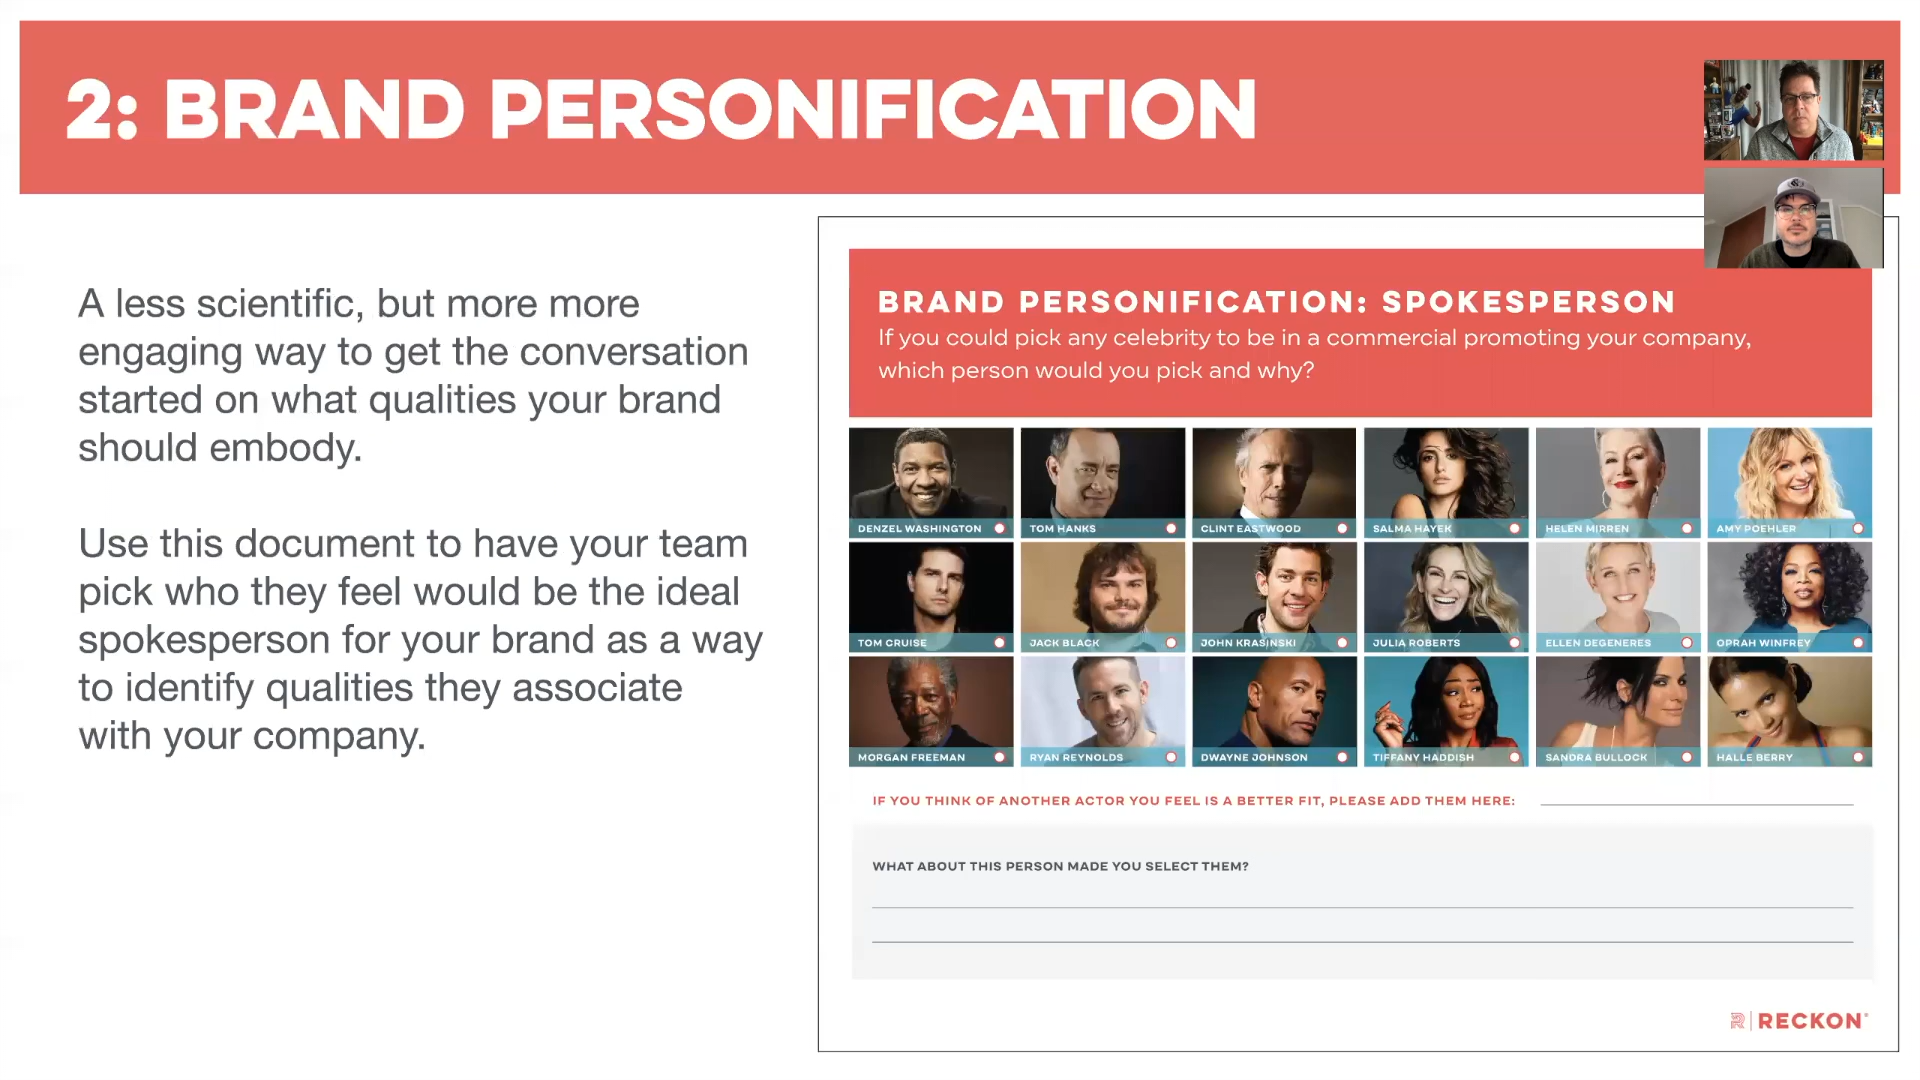 2: BRAND PERSONIFICATION
A less scientific, but more more
engaging way to get the conversation
started on what qualities your brand
should embody.
Use this document to have your team
pick who they feel would be the ideal
spokesperson for your brand as a way
to identify qualities they associate
with your company.
BRAND PERSONIFICATION: SPOKESPERSON
If you could pick any celebrity to be in a commercial promoting your company,
which person would you pick and why?
DENZEL WASHINGTON
TOM HANKS
CLINT EASTWOOD
SALMA HAYEK
HELEN MIRREN
AMY POEHLER
TOM CRUISE
JACK BLACK
JOHN KRASINSKI
JULIA ROBERTS
ELLEN DEGENERES
OPRAH WINFREY
MORGAN FREEMAN
RYAN REYNOLDS
DWAYNE JOHNSON
TIFFANY HADDISH
SANDRA BULLOCK
HALLE BERRY
IF YOU THINK OF ANOTHER ACTOR YOU FEEL IS A BETTER FIT, PLEASE ADD THEM HERE:
WHAT ABOUT THIS PERSON MADE YOU SELECT THEM?
R RECKON